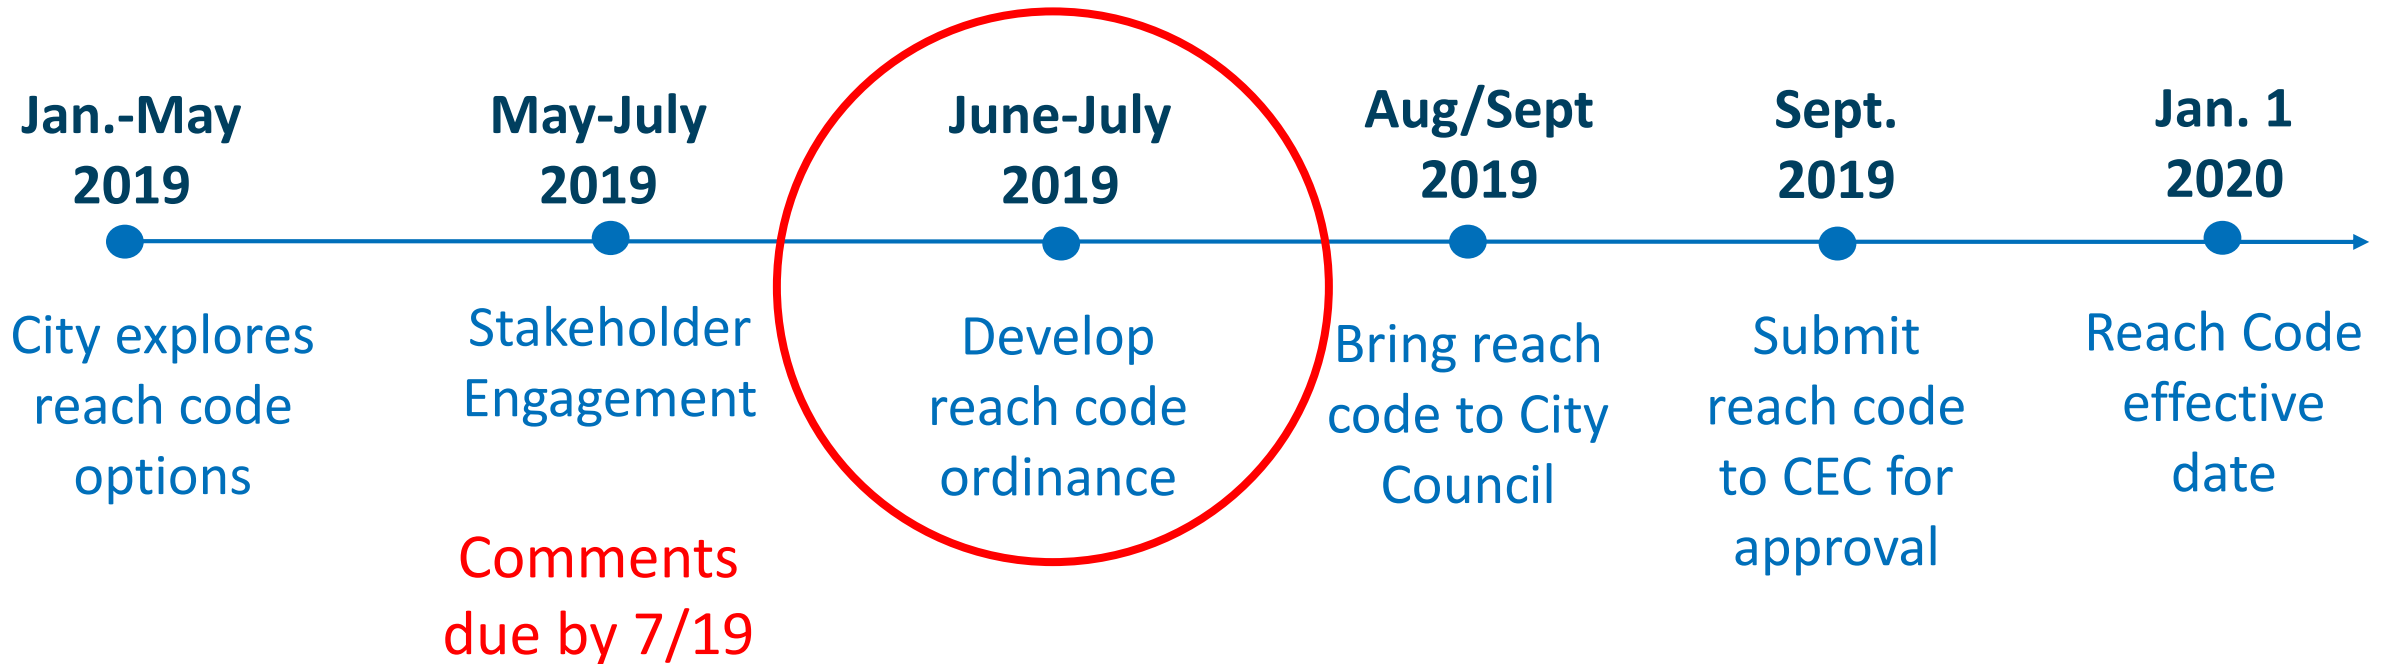 Jan.-May
2019
City explores
reach code
options
May-July
2019
Stakeholder
Engagement
Comments
due by 7/19
June-July
2019
Develop
reach code
ordinance
Aug/Sept
2019
Bring reach
code to City
Council
Sept.
2019
Submit
reach code
to CEC for
approval
Jan. 1
2020
Reach Code
effective
date